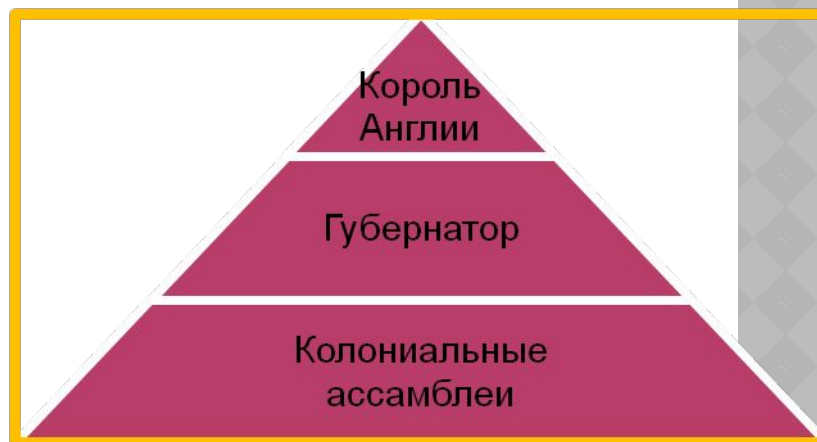 Король
Англии
Губернатор
Колониальные
ассамблеи